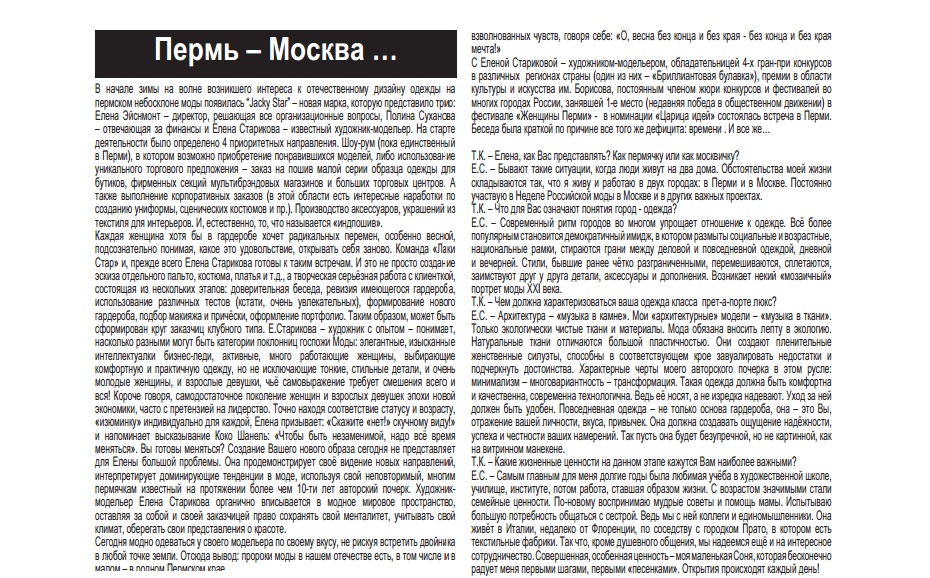 Пермь – Москва …
В начале зимы на волне возникшего интереса к отечественному дизайну одежды на
пермском небосклоне моды появилась “Jacky Star” – новая марка, которую представило трио:
Елена Эйсмонт – директор, решающая все организационные вопросы, Полина Суханова
– отвечающая за финансы и Елена Старикова – известный художник-модельер. На старте
деятельности было определено 4 приоритетных направления. Шоу-рум (пока единственный
в Перми), в котором возможно приобретение понравившихся моделей, либо использование
уникального торгового предложения – заказ на пошив малой серии образца одежды для
бутиков, фирменных секций мультибрэндовых магазинов и больших торговых центров. А
также выполнение корпоративных заказов (в этой области есть интересные наработки по
созданию униформы, сценических костюмов и пр.). Производство аксессуаров, украшений из
текстиля для интерьеров. И, естественно, то, что называется «индпошив».
Каждая женщина хотя бы в гардеробе хочет радикальных перемен, особенно весной,
подсознательно понимая, какое это удовольствие, открывать себя заново. Команда «Лаки
Стар» и, прежде всего Елена Старикова готовы к таким встречам. И это не просто создание
эскиза отдельного пальто, костюма, платья и т.д., а творческая серьёзная работа с клиенткой,
состоящая из нескольких этапов: доверительная беседа, ревизия имеющегося гардероба,
использование различных тестов (кстати, очень увлекательных), формирование нового
гардероба, подбор макияжа и причёски, оформление портфолио. Таким образом, может быть
сформирован круг заказчиц клубного типа. Е.Старикова – художник с опытом – понимает,
насколько разными могут быть категории поклонниц госпожи Моды: элегантные, изысканные
интеллектуалки бизнес-леди, активные, много работающие женщины, выбирающие
комфортную и практичную одежду, но не исключающие тонкие, стильные детали, и очень
молодые женщины, и взрослые девушки, чьё самовыражение требует смешения всего и
вся! Короче говоря, самодостаточное поколение женщин и взрослых девушек эпохи новой
экономики, часто с претензией на лидерство. Точно находя соответствие статусу и возрасту,
«изюминку» индивидуально для каждой, Елена призывает: «Скажите «нет!» скучному виду!»
и напоминает высказывание Коко Шанель: «Чтобы быть незаменимой, надо всё время
меняться». Вы готовы меняться? Создание Вашего нового образа сегодня не представляет
для Елены большой проблемы. Она продемонстрирует своё видение новых направлений,
интерпретирует доминирующие тенденции в моде, используя свой неповторимый, многим
пермячкам известный на протяжении более чем 10-ти лет авторский почерк. Художник-
модельер Елена Старикова органично вписывается в модное мировое пространство,
оставляя за собой и своей заказчицей право сохранять свой менталитет, учитывать свой
климат, оберегать свои представления о красоте.
Сегодня модно одеваться у своего модельера по своему вкусу, не рискуя встретить двойника
в любой точке земли. Отсюда вывод: пророки моды в нашем отечестве есть, в том числе и в
малом – в родном Пермском крае
взволнованных чувств, говоря себе: «О, весна без конца и без края - без конца и без края
мечта!»
С Еленой Стариковой – художником-модельером, обладательницей 4-х гран-при конкурсов
в различных регионах страны (один из них – «Бриллиантовая булавка»), премии в области
культуры и искусства им. Борисова, постоянным членом жюри конкурсов и фестивалей во
многих городах России, занявшей 1-е место (недавняя победа в общественном движении) в
фестивале «Женщины Перми» - в номинации «Царица идей» состоялась встреча в Перми.
Беседа была краткой по причине все того же дефицита: времени . И все же…
Т.К. – Елена, как Вас представлять? Как пермячку или как москвичку?
Е.С. – Бывают такие ситуации, когда люди живут на два дома. Обстоятельства моей жизни
складываются так, что я живу и работаю в двух городах: в Перми и в Москве. Постоянно
участвую в Неделе Российской моды в Москве и в других важных проектах.
Т.К. – Что для Вас означают понятия город - одежда?
Е.С. – Современный ритм городов во многом упрощает отношение к одежде. Всё более
популярным становится демократичный имидж, в котором размыты социальные и возрастные,
национальные рамки, стираются грани между деловой и повседневной одеждой, дневной
и вечерней. Стили, бывшие ранее чётко разграниченными, перемешиваются, сплетаются,
заимствуют друг у друга детали, аксессуары и дополнения. Возникает некий «мозаичный»
портрет моды XXI века.
Т.К. – Чем должна характеризоваться ваша одежда класса прет-а-порте люкс?
Е.С. – Архитектура – «музыка в камне». Мои «архитектурные» модели – «музыка в ткани».
Только экологически чистые ткани и материалы. Мода обязана вносить лепту в экологию.
Натуральные ткани отличаются большой пластичностью. Они создают пленительные
женственные силуэты, способны в соответствующем крое завуалировать недостатки и
подчеркнуть достоинства. Характерные черты моего авторского почерка в этом русле:
минимализм – многовариантность – трансформация. Такая одежда должна быть комфортна
и качественна, современна технологична. Ведь её носят, а не изредка надевают. Уход за ней
должен быть удобен. Повседневная одежда – не только основа гардероба, она – это Вы,
отражение вашей личности, вкуса, привычек. Она должна создавать ощущение надёжности,
успеха и честности ваших намерений. Так пусть она будет безупречной, но не картинной, как
на витринном манекене.
Т.К. – Какие жизненные ценности на данном этапе кажутся Вам наиболее важными?
Е.С. – Самым главным для меня долгие годы была любимая учёба в художественной школе,
училище, институте, потом работа, ставшая образом жизни. С возрастом значимыми стали
семейные ценности. По-новому воспринимаю мудрые советы и помощь мамы. Испытываю
большую потребность общаться с сестрой. Ведь мы с ней коллеги и единомышленники. Она
живёт в Италии, недалеко от Флоренции, по соседству с городком Прато, в котором есть
текстильные фабрики. Так что, кроме душевного общения, мы надеемся ещё и на интересное
сотрудничество. Совершенная, особенная ценность – моя маленькая Соня, которая бесконечно
радует меня первыми шагами, первыми «песенками». Открытия происходят каждый день!